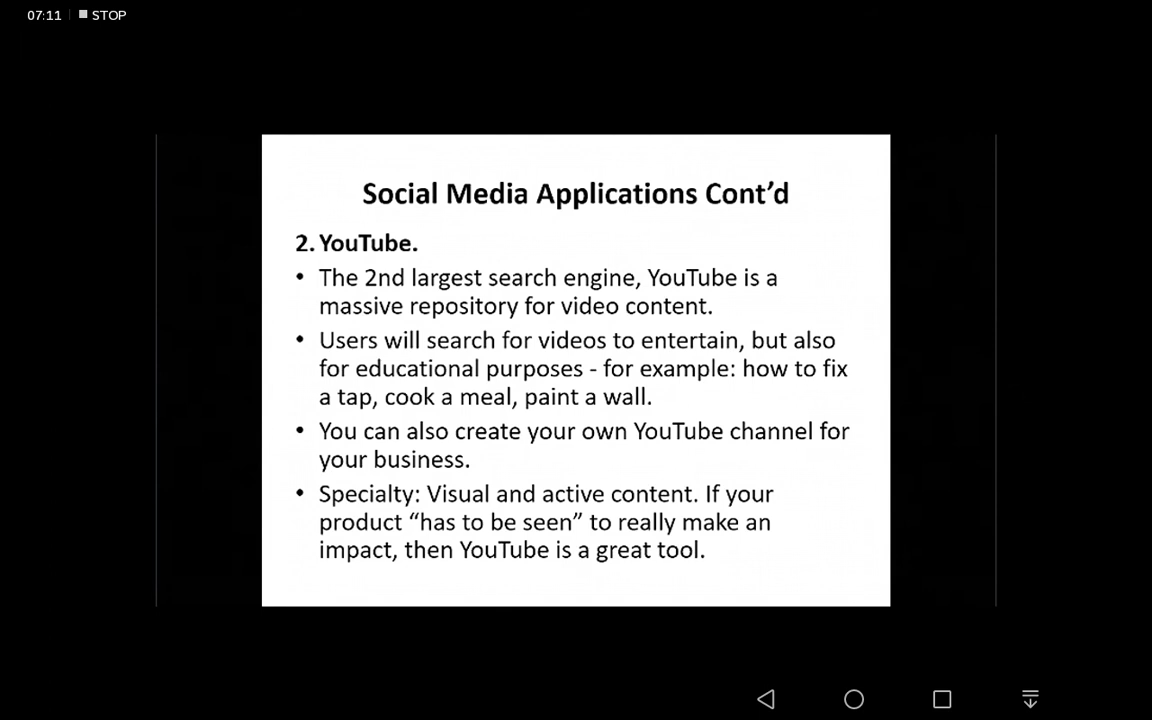 07:11 STOP
Social Media Applications Cont’d
2. YouTube.
• The 2nd largest search engine, YouTube is a
massive repository for video content.
• Users will search for videos to entertain, but also
for educational purposes - for example: how to fix
a tap, cook a meal, paint a wall.
• You can also create your own YouTube channel for
your business.
• Specialty: Visual and active content. If your
product “has to be seen” to really make an
impact, then YouTube is a great tool.